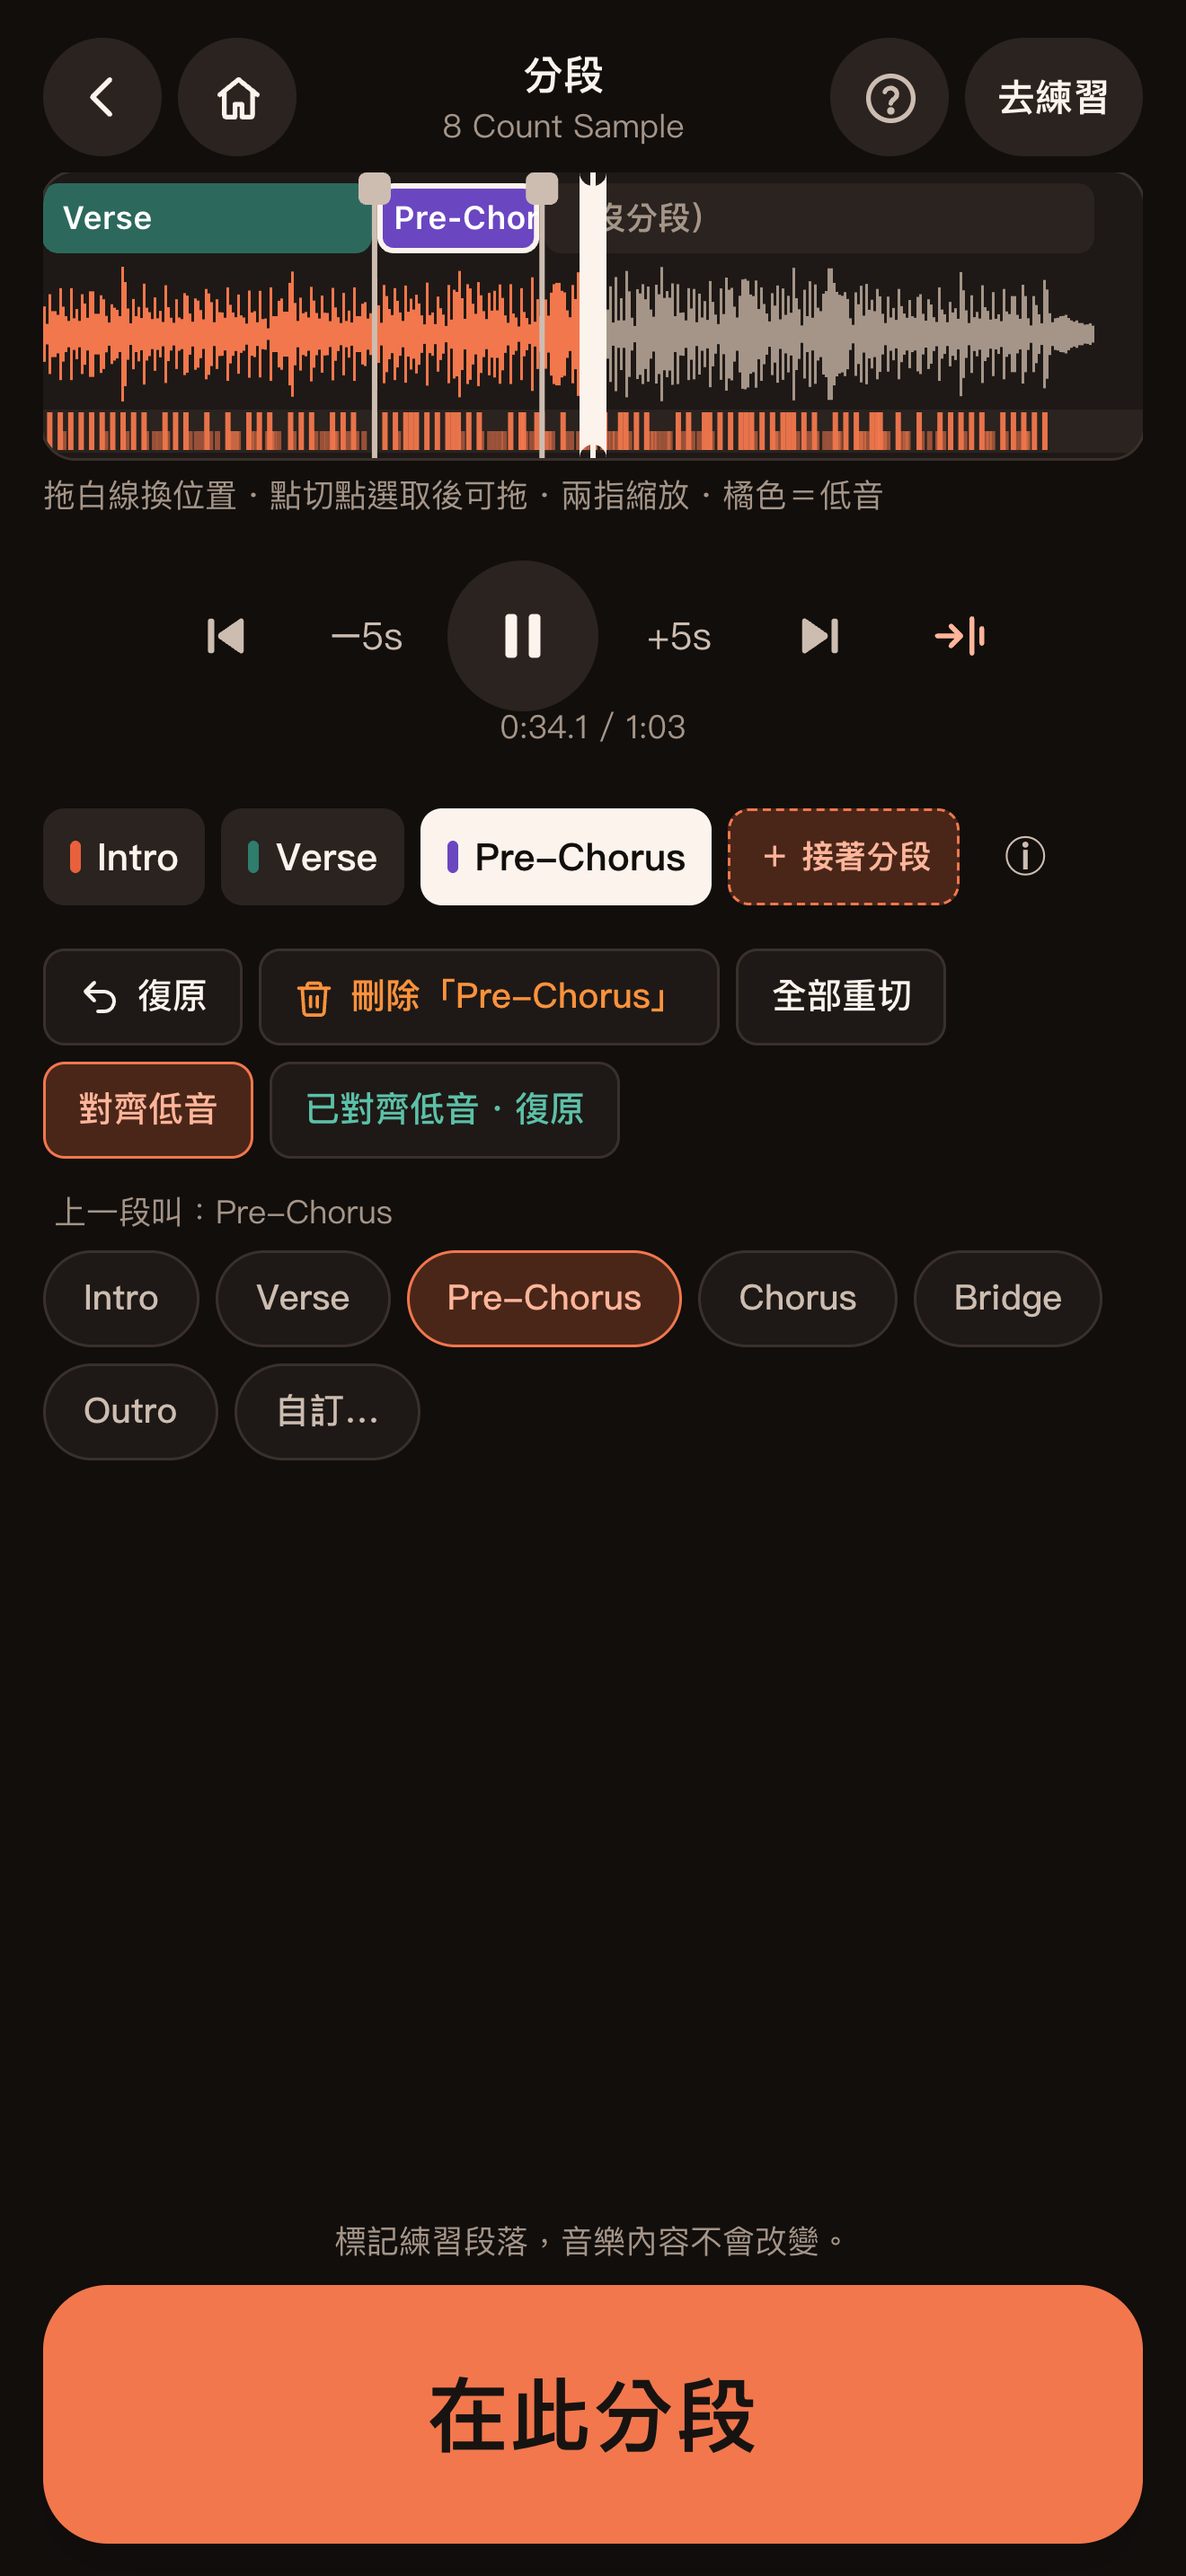 分段
8 Count Sample
去練習
Verse
Pre-Chor
沒分段)
拖白線換位置 · 點切點選取後可拖 · 兩指縮放 · 橘色=低音
−5s
+5s
0:34.1 / 1:03
Intro
Verse
Pre-Chorus
+ 接著分段
復原
刪除「Pre-Chorus」
全部重切
對齊低音
已對齊低音 · 復原
上一段叫：Pre-Chorus
Intro
Verse
Pre-Chorus
Chorus
Bridge
Outro
自訂...
標記練習段落，音樂內容不會改變。
在此分段